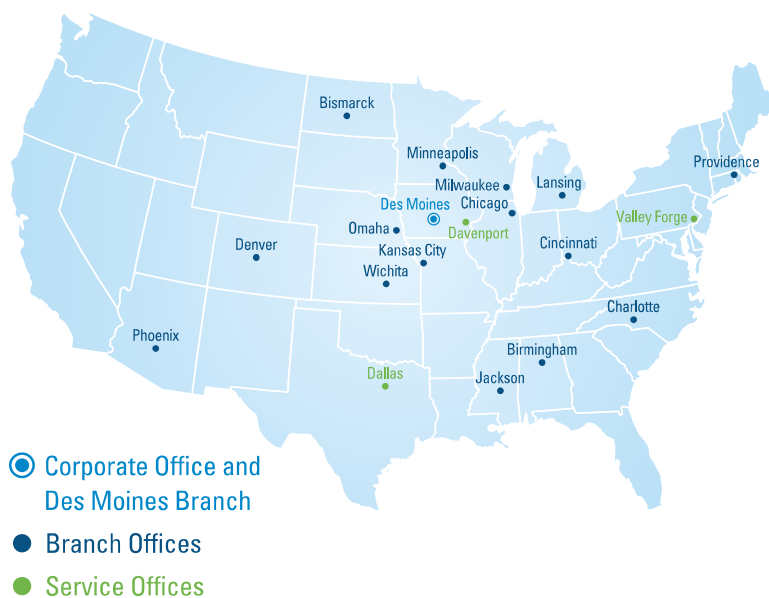 Bismarck
Minneapolis
Providence
Milwaukee
Lansing
Des Moines
Chicago
Valley Forge
Omaha
Davenport
Denver
Kansas City
Cincinnati
Wichita
Charlotte
Phoenix
Birmingham
Dallas
Jackson
Corporate Office and
Des Moines Branch
Branch Offices
Service Offices